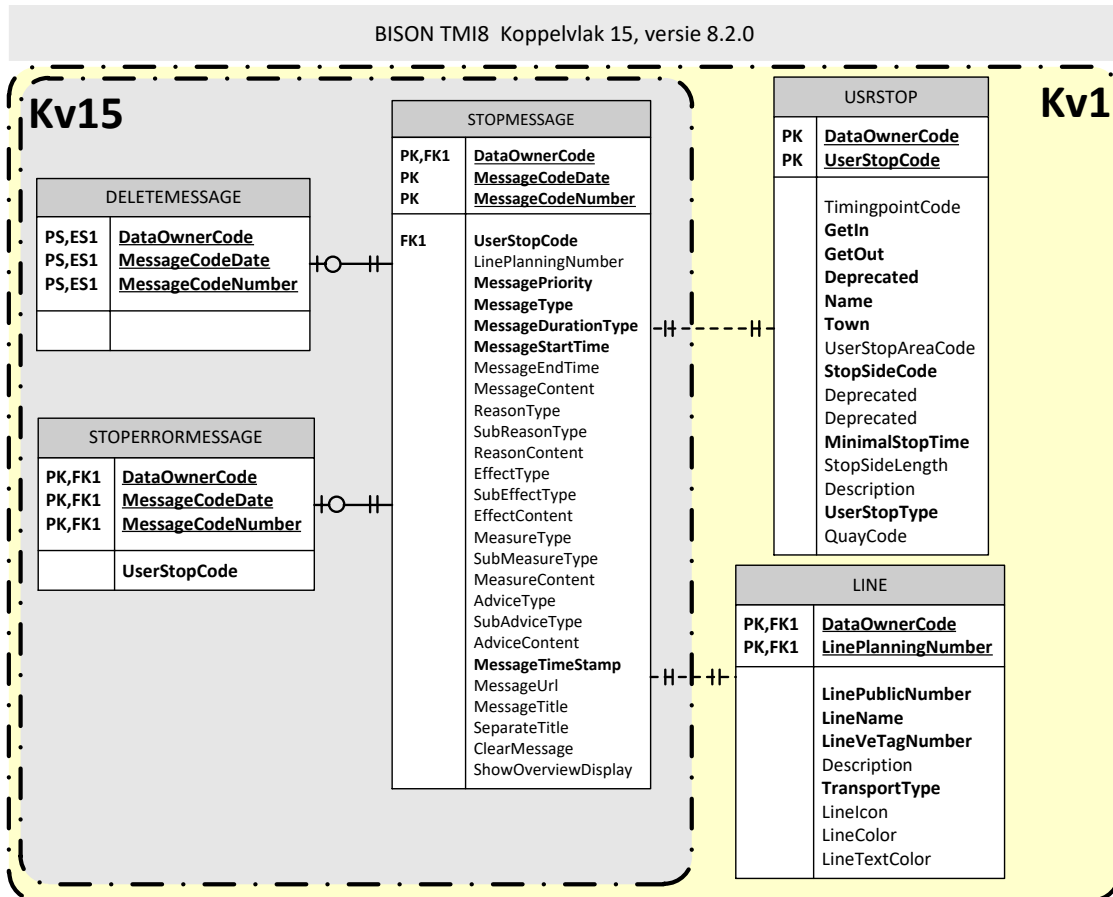 BISON TMI8  Koppelvlak 15, versie 8.2.0
Kv15
Kv1
DELETEMESSAGE
PS,ES1 DataOwnerCode
PS,ES1 MessageCodeDate
PS,ES1 MessageCodeNumber
STOPERRORMESSAGE
PK,FK1 DataOwnerCode
PK,FK1 MessageCodeDate
PK,FK1 MessageCodeNumber
UserStopCode
STOPMESSAGE
PK,FK1 DataOwnerCode
PK MessageCodeDate
PK MessageCodeNumber
FK1 UserStopCode
LinePlanningNumber
MessagePriority
MessageType
MessageDurationType
MessageStartTime
MessageEndTime
MessageContent
ReasonType
SubReasonType
ReasonContent
EffectType
SubEffectType
EffectContent
MeasureType
SubMeasureType
MeasureContent
AdviceType
SubAdviceType
AdviceContent
MessageTimeStamp
MessageUrl
MessageTitle
SeparateTitle
ClearMessage
ShowOverviewDisplay
USRSTOP
PK DataOwnerCode
PK UserStopCode
TimingpointCode
GetIn
GetOut
Deprecated
Name
Town
UserStopAreaCode
StopSideCode
Deprecated
Deprecated
MinimalStopTime
StopSideLength
Description
UserStopType
QuayCode
LINE
PK,FK1 DataOwnerCode
PK,FK1 LinePlanningNumber
LinePublicNumber
LineName
LineVeTagNumber
Description
TransportType
LineIcon
LineColor
LineTextColor